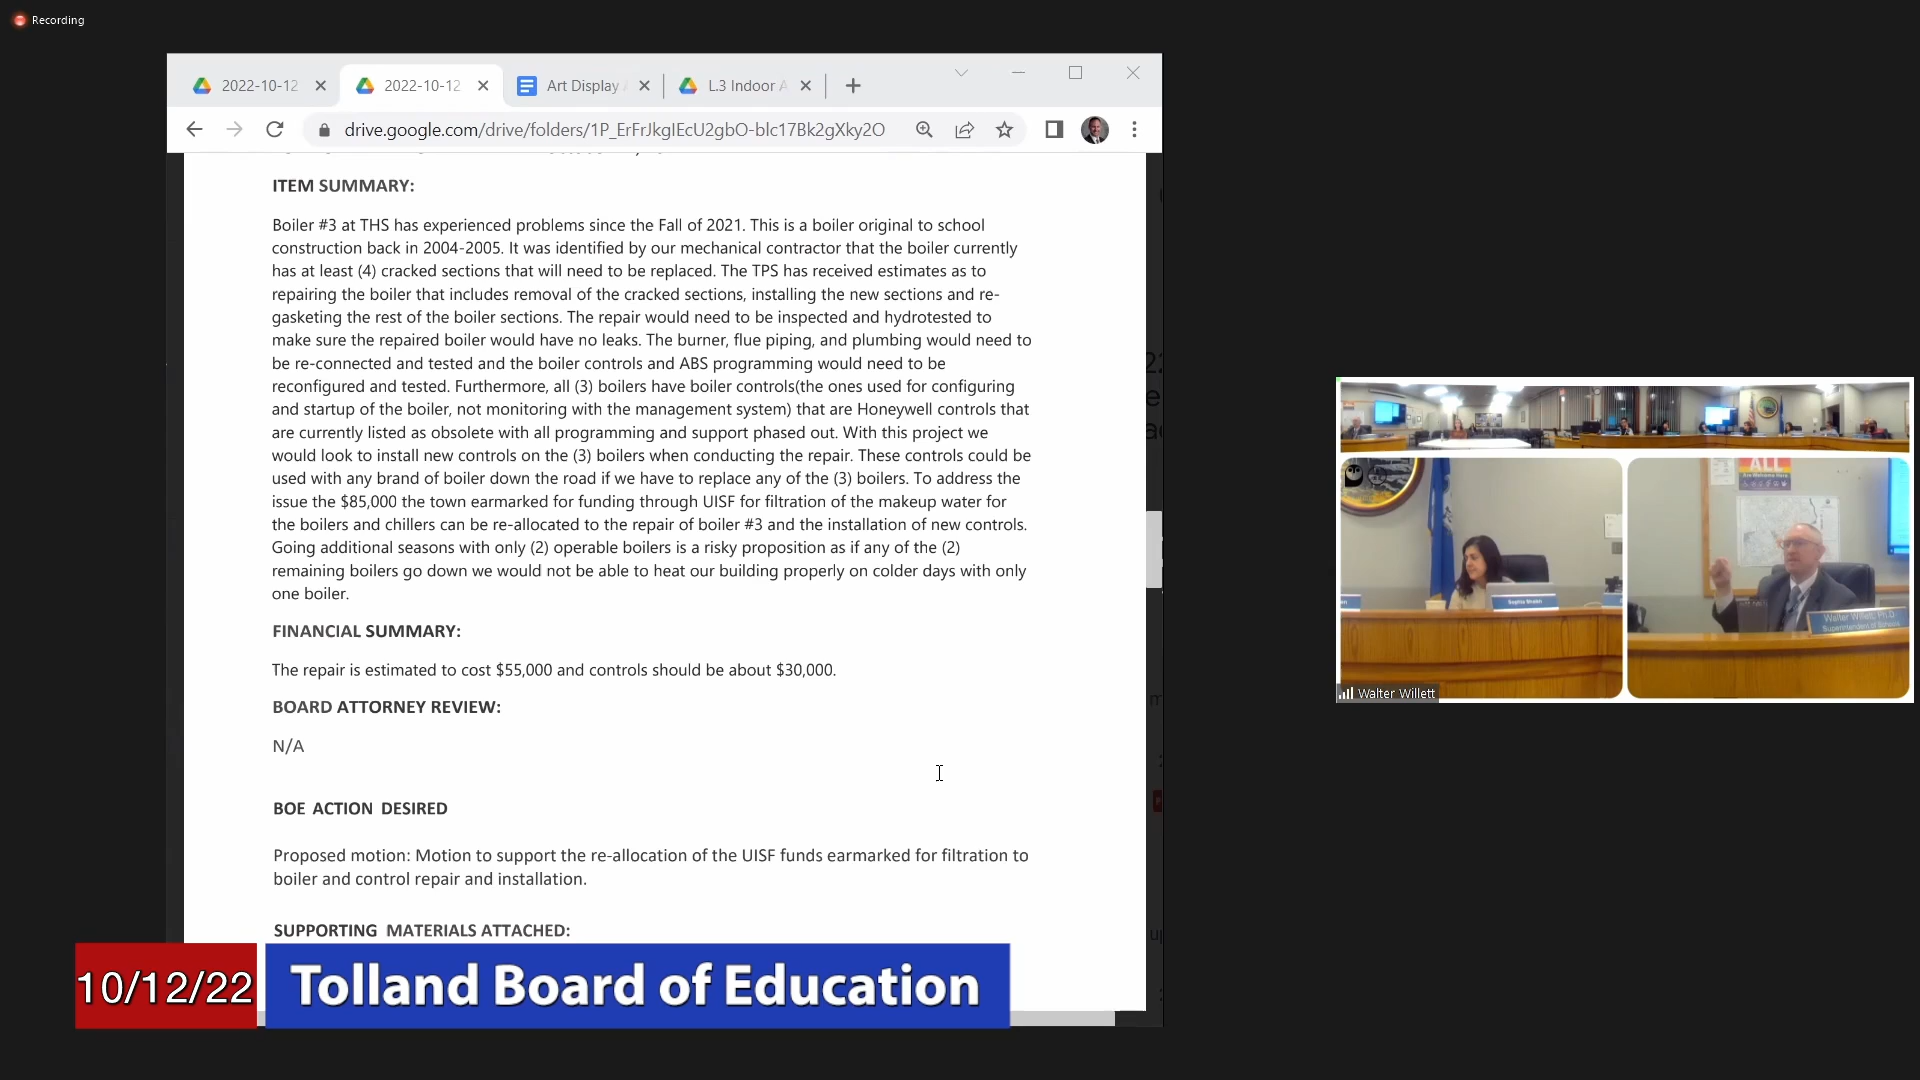 Recording
2022-10-12
2022-10-12
Art Display
L.3 Indoor A
drive.google.com/drive/folders/1P_ErFrJkgIEcU2gbO-blc17Bk2gXky2O
ITEM SUMMARY:
Boiler #3 at THS has experienced problems since the Fall of 2021. This is a boiler original to school
construction back in 2004-2005. It was identified by our mechanical contractor that the boiler currently
has at least (4) cracked sections that will need to be replaced. The TPS has received estimates as to
repairing the boiler that includes removal of the cracked sections, installing the new sections and re-
gasketing the rest of the boiler sections. The repair would need to be inspected and hydrotested to
make sure the repaired boiler would have no leaks. The burner, flue piping, and plumbing would need to
be re-connected and tested and the boiler controls and ABS programming would need to be
reconfigured and tested. Furthermore, all (3) boilers have boiler controls(the ones used for configuring
and startup of the boiler, not monitoring with the management system) that are Honeywell controls that
are currently listed as obsolete with all programming and support phased out. With this project we
would look to install new controls on the (3) boilers when conducting the repair. These controls could be
used with any brand of boiler down the road if we have to replace any of the (3) boilers. To address the
issue the $85,000 the town earmarked for funding through UISF for filtration of the makeup water for
the boilers and chillers can be re-allocated to the repair of boiler #3 and the installation of new controls.
Going additional seasons with only (2) operable boilers is a risky proposition as if any of the (2)
remaining boilers go down we would not be able to heat our building properly on colder days with only
one boiler.
FINANCIAL SUMMARY:
The repair is estimated to cost $55,000 and controls should be about $30,000.
BOARD ATTORNEY REVIEW:
N/A
BOE ACTION DESIRED
Proposed motion: Motion to support the re-allocation of the UISF funds earmarked for filtration to
boiler and control repair and installation.
SUPPORTING MATERIALS ATTACHED:
10/12/22
Tolland Board of Education
ALL
Are Welcome Here
Walter Willett, Ph.D
Superintendent of Schools
Walter Willett